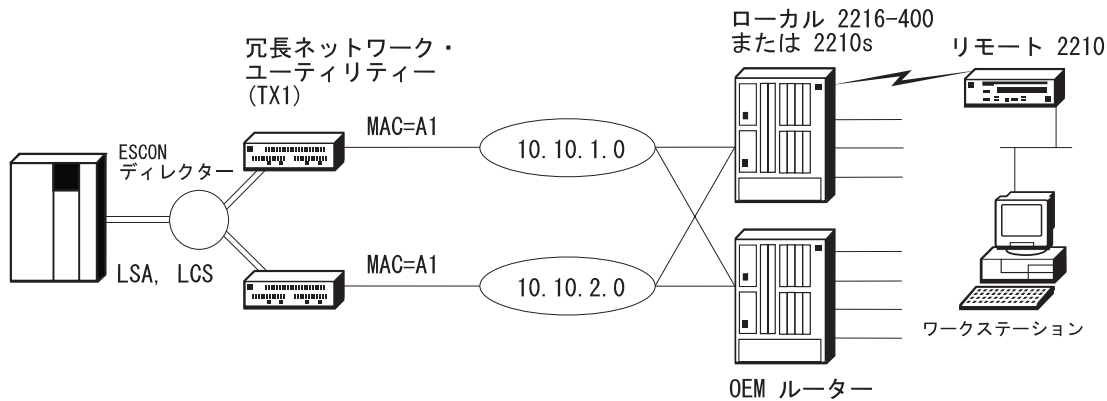 ローカル 2216-400
または 2210s
リモート 2210
冗長ネットワーク・
ユーティリティー
(TX1)
MAC=A1
10.10.1.0
ESCON
ディレクター
LSA, LCS
MAC=A1
10.10.2.0
ワークステーション
OEM ルーター